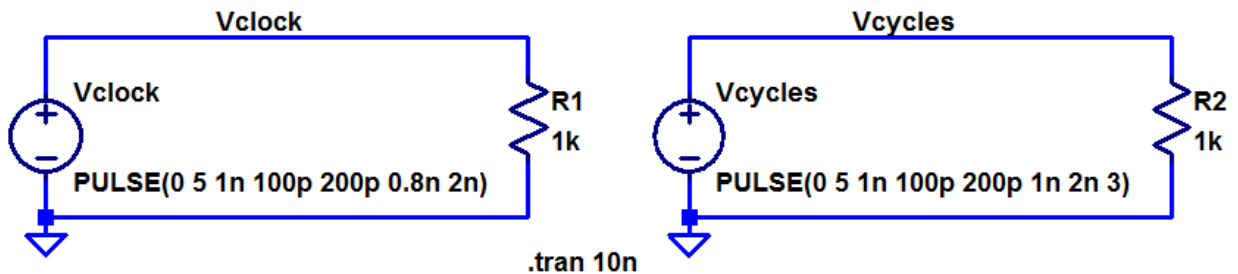 Vclock
Vcycles
Vclock
R1
1k
Vcycles
R2
1k
PULSE(0 5 1n 100p 200p 0.8n 2n)
PULSE(0 5 1n 100p 200p 1n 2n 3)
.tran 10n